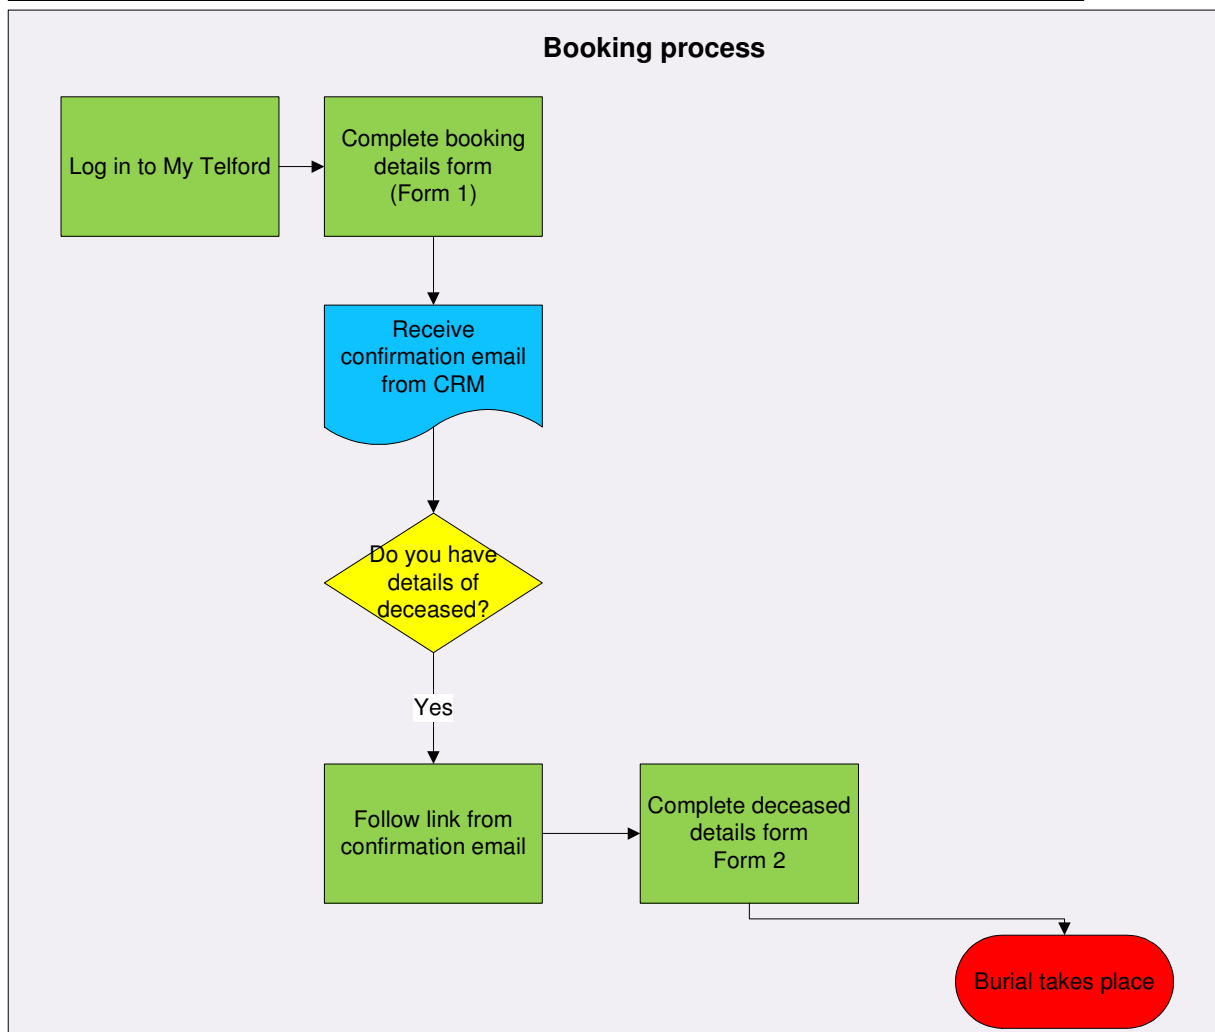 Booking process
Log in to My Telford
Complete booking
details form
(Form 1)
Receive
confirmation email
from CRM
Do you have
details of
deceased?
Yes
Follow link from
confirmation email
Complete deceased
details form
Form 2
Burial takes place